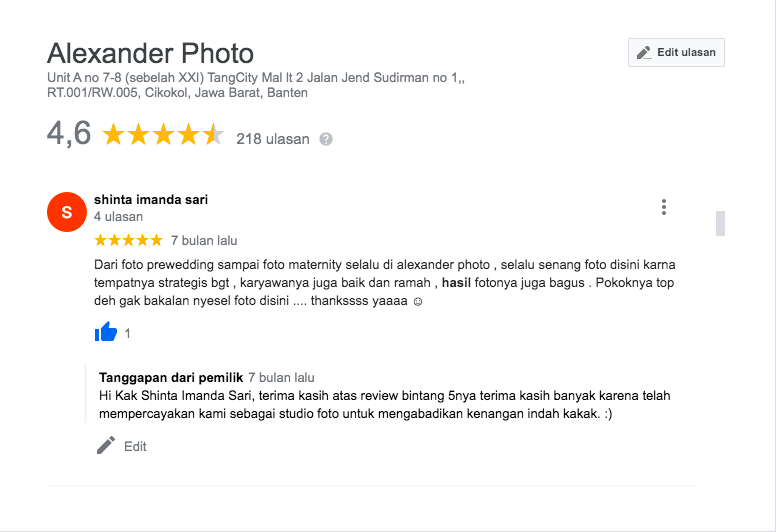 Alexander Photo
Edit ulasan
Unit A no 7-8 (sebelah XXI) TangCity Mal lt 2 Jalan Jend Sudirman no 1,,
RT.001/RW.005, Cikokol, Jawa Barat, Banten
4,6 218 ulasan ?
S
shinta imanda sari
4 ulasan
7 bulan lalu
Dari foto prewedding sampai foto maternity selalu di alexander photo , selalu senang foto disini karna
tempatnya strategis bgt , karyawanya juga baik dan ramah , hasil fotonya juga bagus . Pokoknya top
deh gak bakalan nyesel foto disini .... thankssss yaaaa ☺
1
Tanggapan dari pemilik 7 bulan lalu
Hi Kak Shinta Imanda Sari, terima kasih atas review bintang 5nya terima kasih banyak karena telah
mempercayakan kami sebagai studio foto untuk mengabadikan kenangan indah kakak. :)
Edit